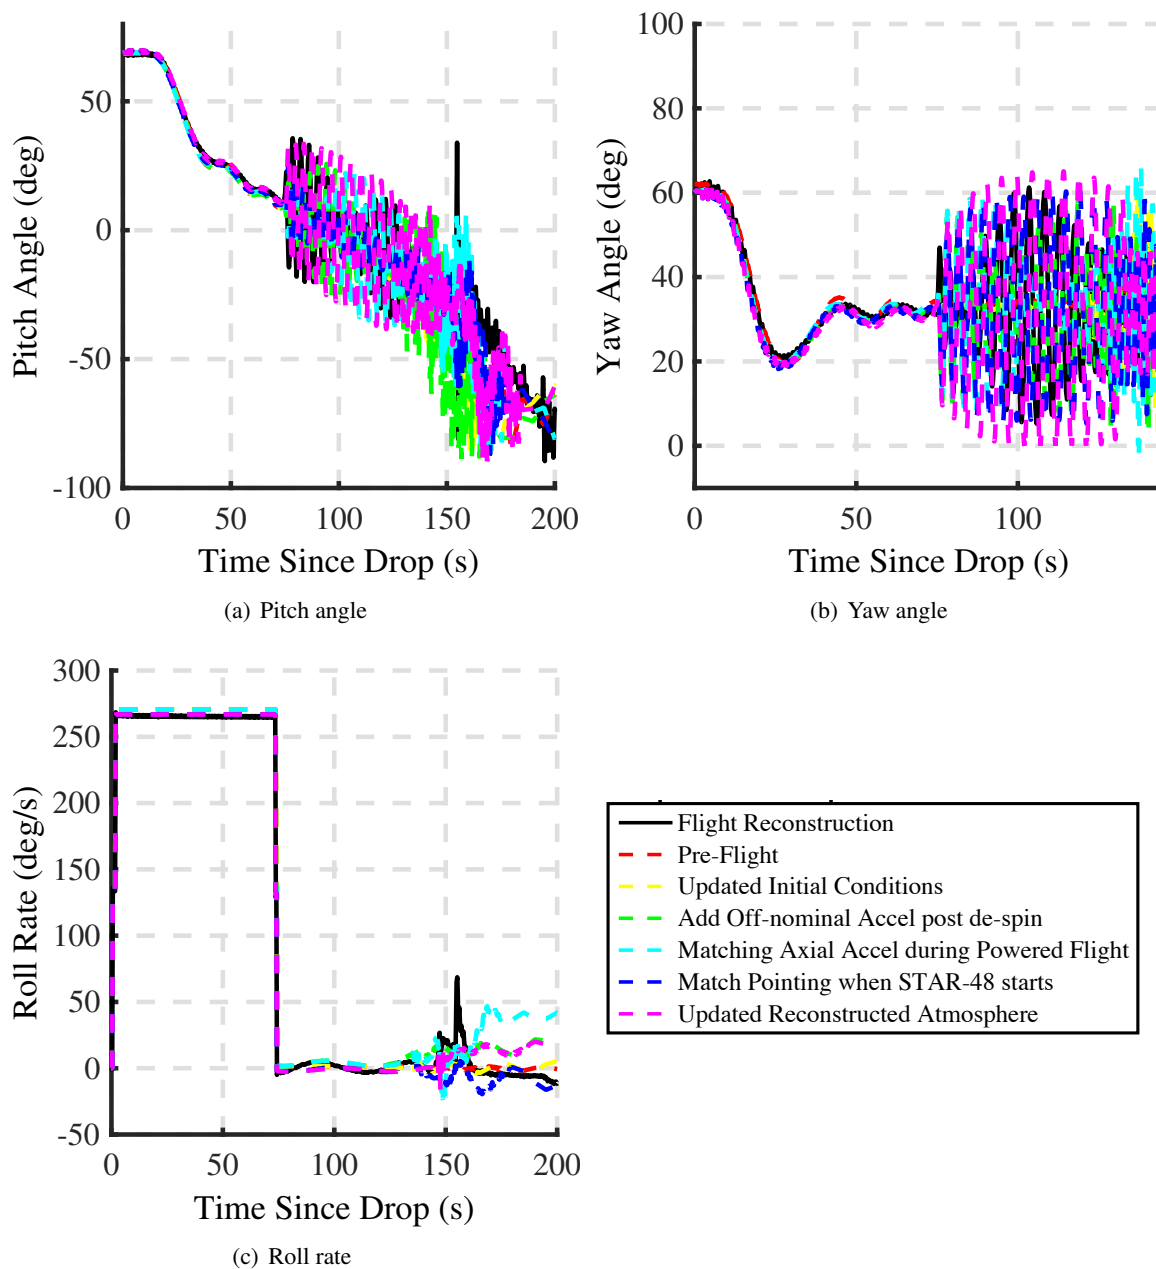 50
0
-50
-100
0
50
100
150
200
Pitch Angle (deg)
Time Since Drop (s)
(a) Pitch angle
100
80
60
40
20
0
0
50
100
Yaw Angle (deg)
Time Since Drop (s)
(b) Yaw angle
300
250
200
150
100
50
0
-50
0
50
100
150
200
Roll Rate (deg/s)
Time Since Drop (s)
(c) Roll rate
Flight Reconstruction
Pre-Flight
Updated Initial Conditions
Add Off-nominal Accel post de-spin
Matching Axial Accel during Powered Flight
Match Pointing when STAR-48 starts
Updated Reconstructed Atmosphere